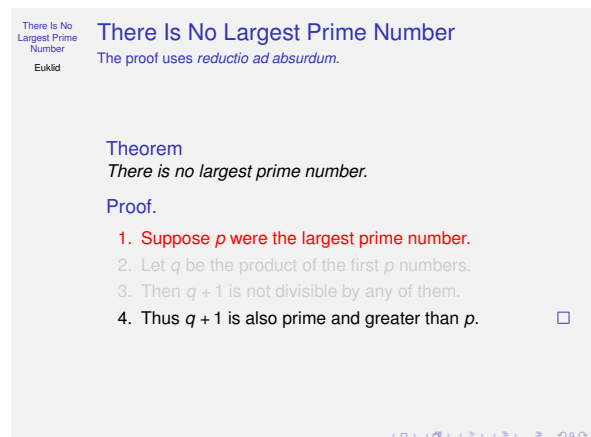 There Is No
Largest Prime
Number
Euklid
There Is No Largest Prime Number
The proof uses reductio ad absurdum.
Theorem
There is no largest prime number.
Proof.
1. Suppose p were the largest prime number.
2. Let q be the product of the first p numbers.
3. Then q + 1 is not divisible by any of them.
4. Thus q + 1 is also prime and greater than p. □